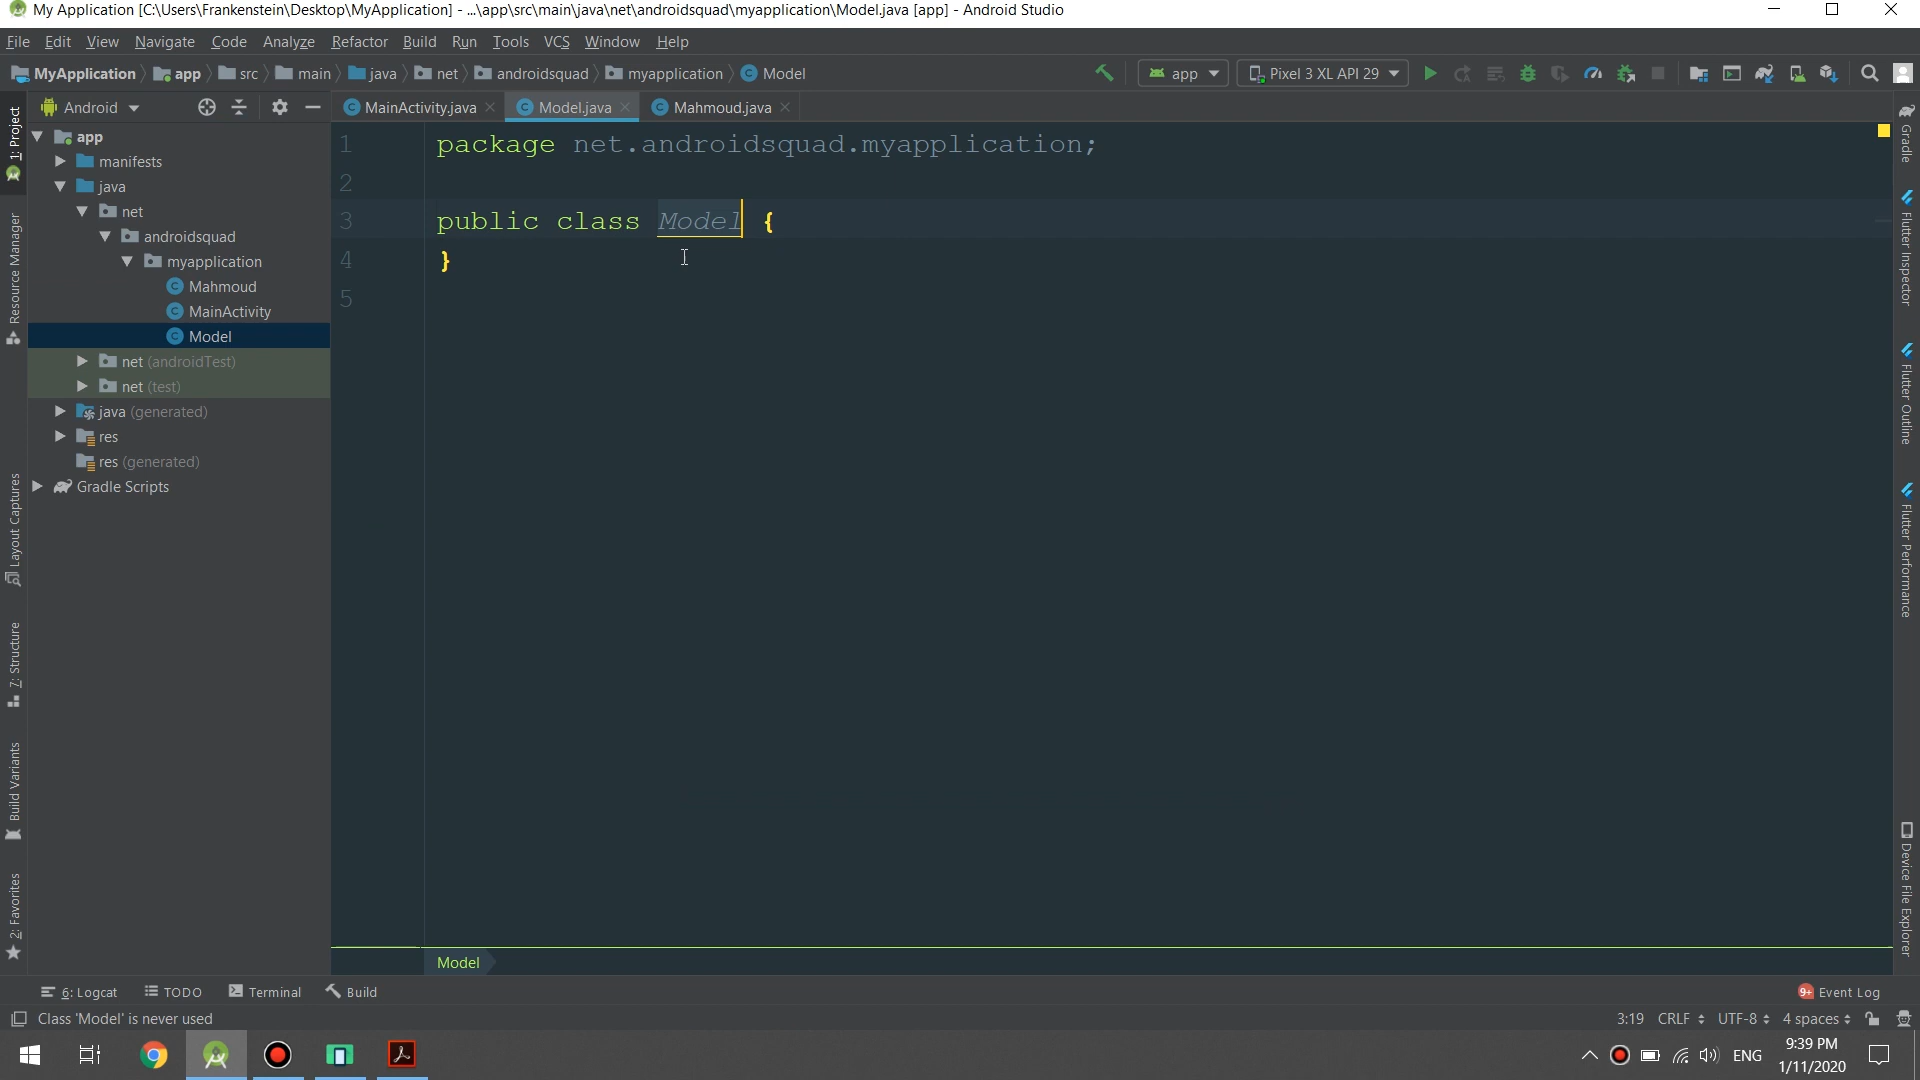 My Application [C:\Users\Frankenstein\Desktop\MyApplication] - ...\app\src\main\java\net\androidsquad\myapplication\Model.java [app] - Android Studio
File Edit View Navigate Code Analyze Refactor Build Run Tools VCS Window Help
MyApplication app src main java net androidsquad myapplication Model
app Pixel 3 XL API 29
Android
MainActivity.java Model.java Mahmoud.java
1: Project
Resource Manager
Layout Captures
7: Structure
Build Variants
2: Favorites
app
manifests
java
net
androidsquad
myapplication
Mahmoud
MainActivity
Model
net (androidTest)
net (test)
java (generated)
res
res (generated)
Gradle Scripts
1 package net.androidsquad.myapplication;
2
3 public class Model {
4 }
5
Model
Gradle
Flutter Inspector
Flutter Outline
Flutter Performance
Device File Explorer
6: Logcat TODO Terminal Build
9+ Event Log
Class 'Model' is never used
3:19 CRLF UTF-8 4 spaces
ENG
9:39 PM
1/11/2020